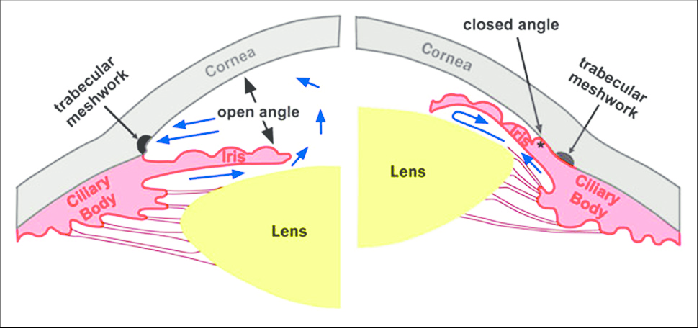 Cornea
trabecular
meshwork
open angle
Iris
Ciliary
Body
Lens
closed angle
Cornea
trabecular
meshwork
Iris
*
Lens
Ciliary
Body